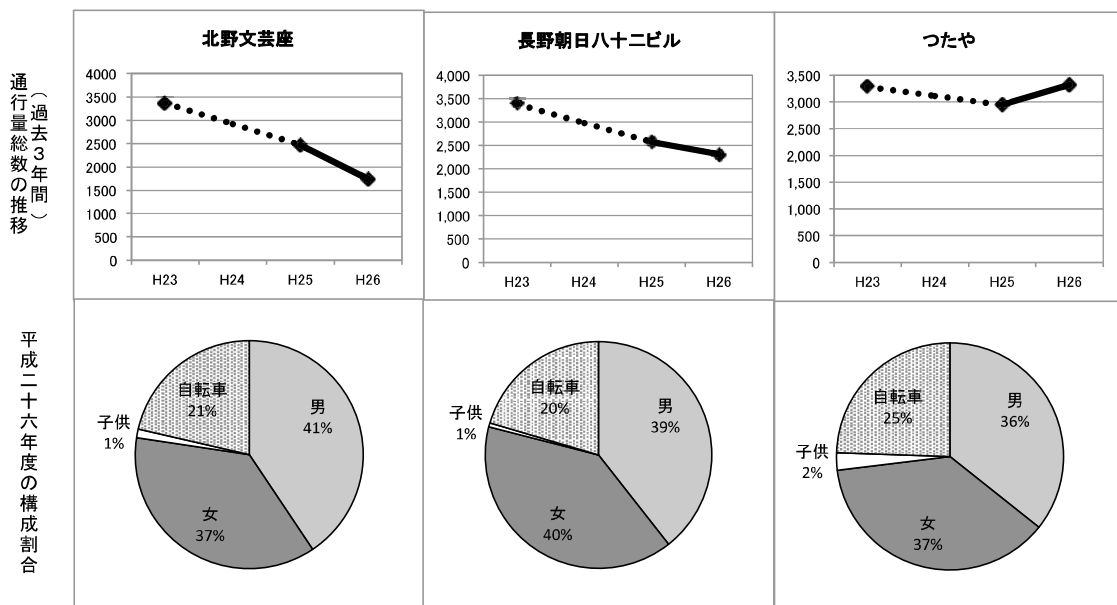 通行量総数の推移
（過去３年間）
北野文芸座
4000
3500
3000
2500
2000
1500
1000
500
0
H23 H24 H25 H26
長野朝日八十二ビル
4,000
3,500
3,000
2,500
2,000
1,500
1,000
500
0
H23 H24 H25 H26
つたや
3,500
3,000
2,500
2,000
1,500
1,000
500
0
H23 H24 H25 H26
平成二十六年度の構成割合
自転車
21%
男
41%
子供
1%
女
37%
自転車
20%
男
39%
子供
1%
女
40%
自転車
25%
男
36%
子供
2%
女
37%